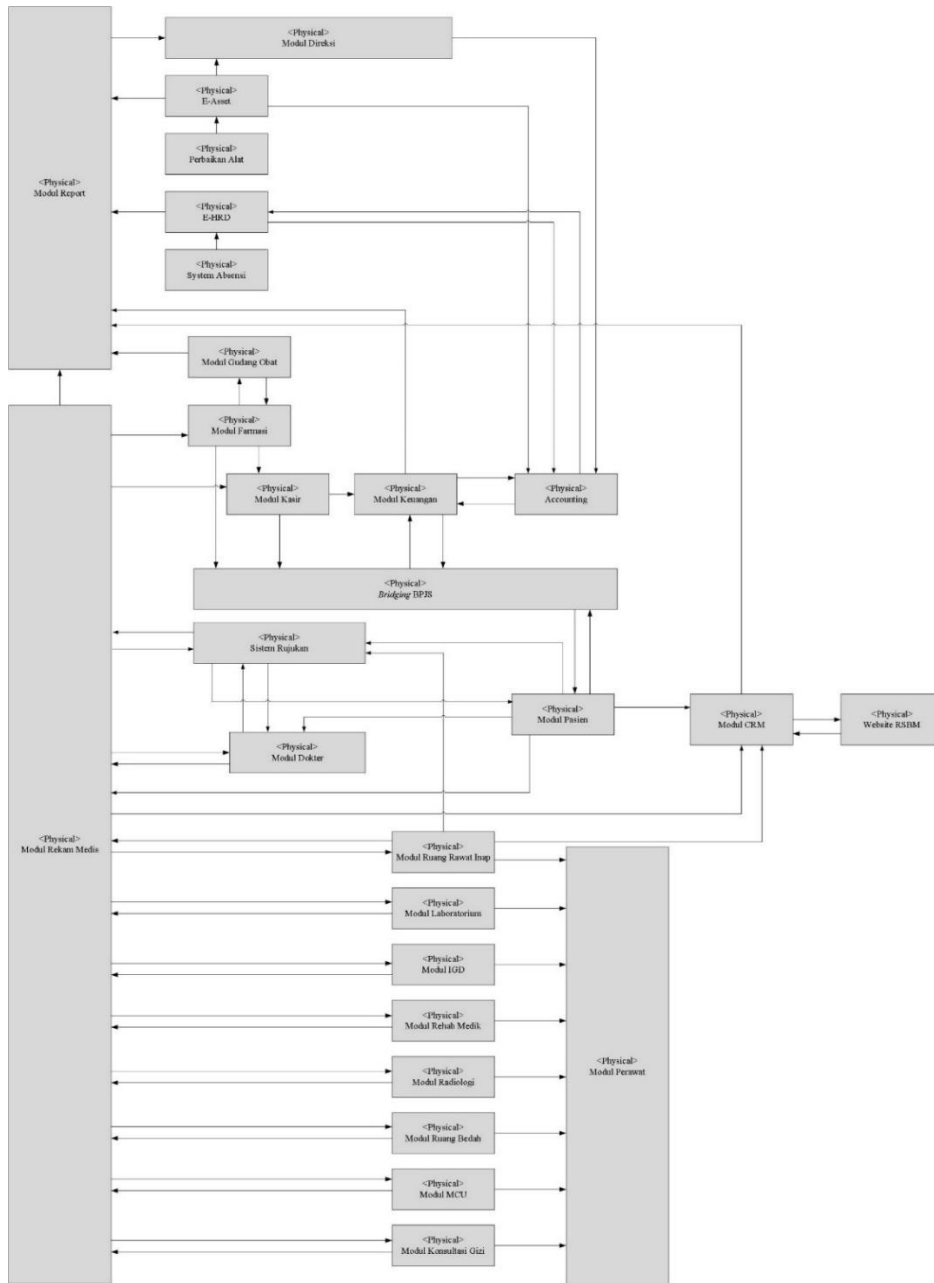 <Physical>
Modul Direksi
<Physical>
E-Asset
<Physical>
Perbaikan Alat
<Physical>
Modul Report
<Physical>
E-HRD
<Physical>
System Absensi
<Physical>
Modul Gudang Obat
<Physical>
Modul Farmasi
<Physical>
Modul Kasir
<Physical>
Modul Keuangan
<Physical>
Accounting
<Physical>
Bridging BPJS
<Physical>
Sistem Rujukan
<Physical>
Modul Pasien
<Physical>
Modul CRM
<Physical>
Website RSBM
<Physical>
Modul Dokter
<Physical>
Modul Rekam Medis
<Physical>
Modul Ruang Rawat Inap
<Physical>
Modul Laboratorium
<Physical>
Modul IGD
<Physical>
Modul Rehab Medik
<Physical>
Modul Perawat
<Physical>
Modul Radiologi
<Physical>
Modul Ruang Bedah
<Physical>
Modul MCU
<Physical>
Modul Konsultasi Gizi